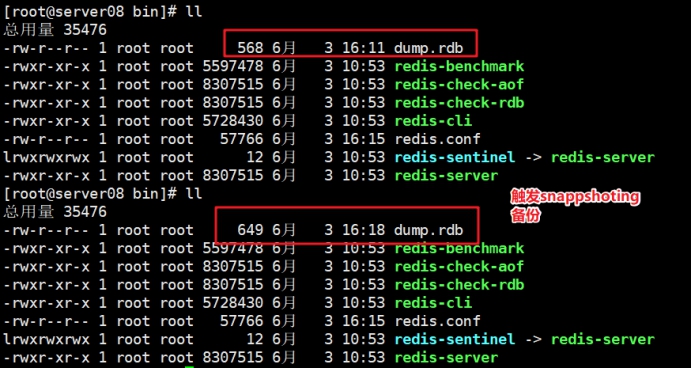 [root@server08 bin]# ll
总用量 35476
-rw-r--r-- 1 root root     568 6月   3 16:11 dump.rdb
-rwxr-xr-x 1 root root 5597478 6月   3 10:53 redis-benchmark
-rwxr-xr-x 1 root root 8307515 6月   3 10:53 redis-check-aof
-rwxr-xr-x 1 root root 8307515 6月   3 10:53 redis-check-rdb
-rwxr-xr-x 1 root root 5728430 6月   3 10:53 redis-cli
-rw-r--r-- 1 root root   57766 6月   3 16:15 redis.conf
lrwxrwxrwx 1 root root      12 6月   3 10:53 redis-sentinel -> redis-server
-rwxr-xr-x 1 root root 8307515 6月   3 10:53 redis-server
[root@server08 bin]# ll
总用量 35476
-rw-r--r-- 1 root root     649 6月   3 16:18 dump.rdb
-rwxr-xr-x 1 root root 5597478 6月   3 10:53 redis-benchmark
-rwxr-xr-x 1 root root 8307515 6月   3 10:53 redis-check-aof
-rwxr-xr-x 1 root root 8307515 6月   3 10:53 redis-check-rdb
-rwxr-xr-x 1 root root 5728430 6月   3 10:53 redis-cli
-rw-r--r-- 1 root root   57766 6月   3 16:15 redis.conf
lrwxrwxrwx 1 root root      12 6月   3 10:53 redis-sentinel -> redis-server
-rwxr-xr-x 1 root root 8307515 6月   3 10:53 redis-server
触发snappshoting
备份